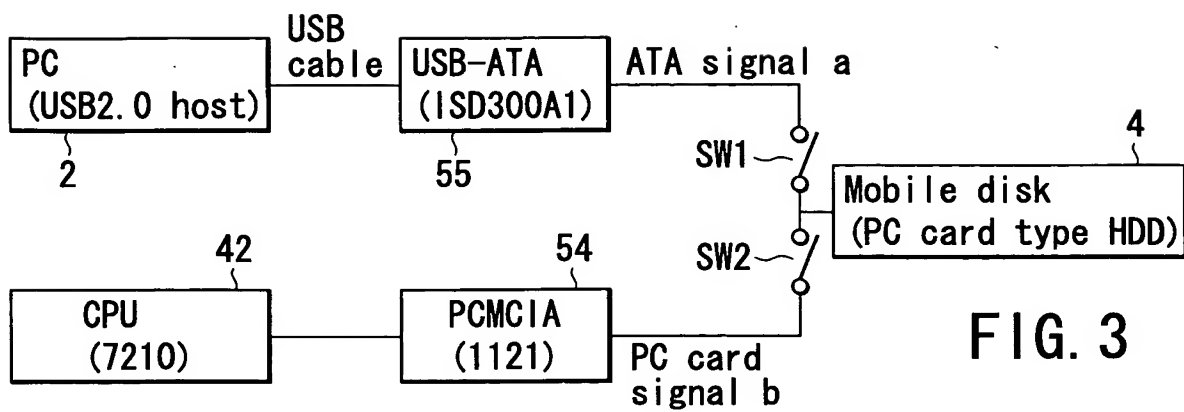 USB
cable
PC
(USB2.0 host)
2
USB-ATA
(ISD300A1)
55
ATA signal a
SW1
4
Mobile disk
(PC card type HDD)
SW2
42
CPU
(7210)
54
PCMCIA
(1121)
PC card
signal b
FIG. 3